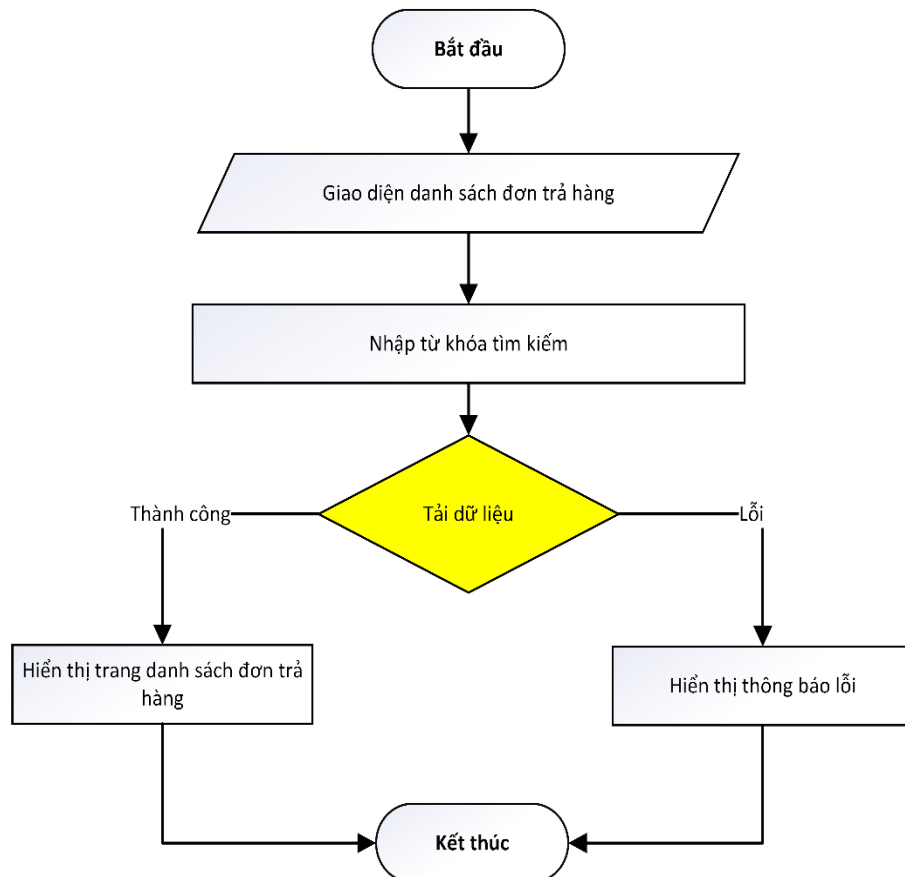 Bắt đầu
Giao diện danh sách đơn trả hàng
Nhập từ khóa tìm kiếm
Tải dữ liệu
Thành công
Lỗi
Hiển thị trang danh sách đơn trả
hàng
Hiển thị thông báo lỗi
Kết thúc